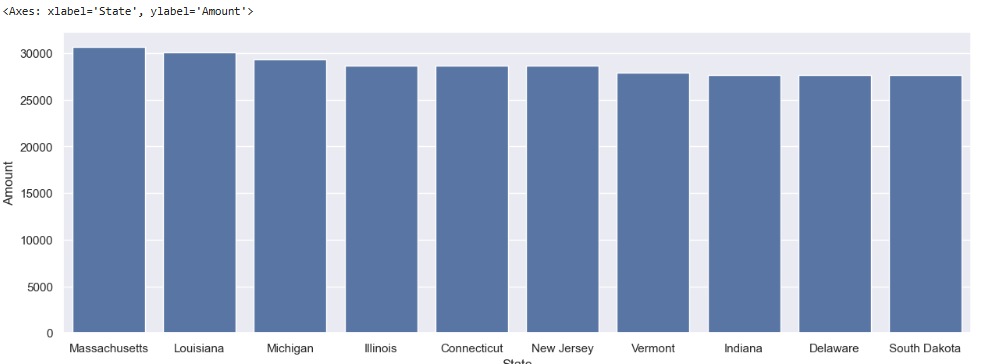 <Axes: xlabel='State', ylabel='Amount'>
30000
25000
20000
15000
10000
5000
0
Amount
Massachusetts Louisiana Michigan Illinois Connecticut New Jersey Vermont Indiana Delaware South Dakota
State